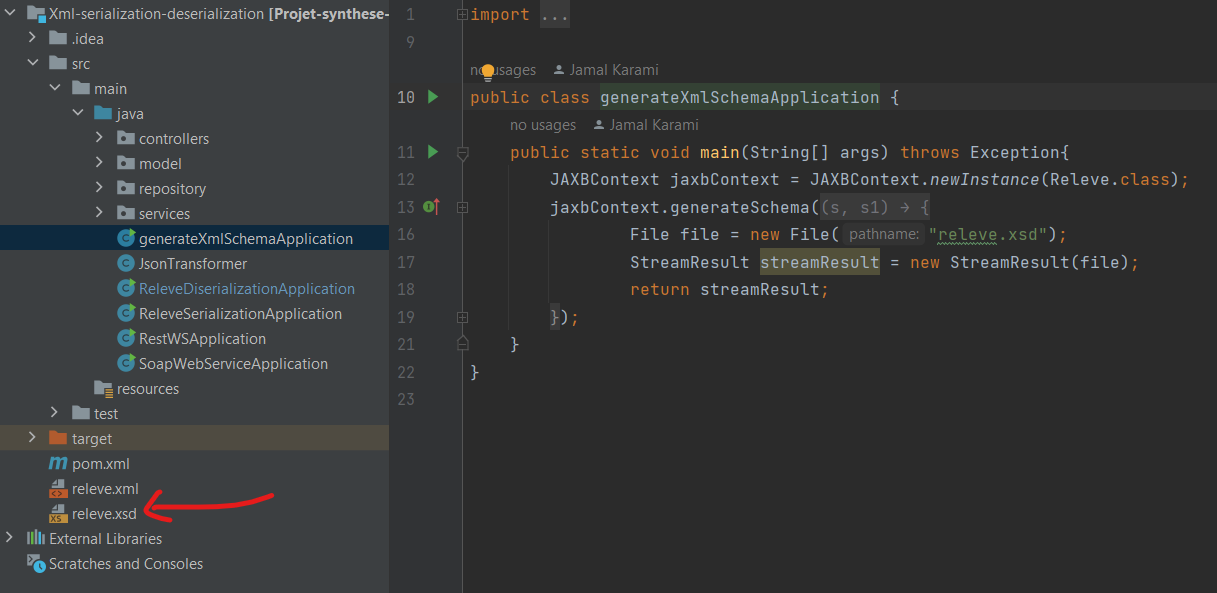 Xml-serialization-deserialization [Projet-synthese-
.idea
src
main
java
controllers
model
repository
services
generateXmlSchemaApplication
JsonTransformer
ReleveDiserializationApplication
ReleveSerializationApplication
RestWSApplication
SoapWebServiceApplication
resources
test
target
pom.xml
releve.xml
releve.xsd
External Libraries
Scratches and Consoles
1 import ...
9
no usages Jamal Karami
10 public class generateXmlSchemaApplication {
no usages Jamal Karami
11 public static void main(String[] args) throws Exception{
12 JAXBContext jaxbContext = JAXBContext.newInstance(Releve.class);
13 jaxbContext.generateSchema((s, s1) → {
16 File file = new File( pathname: "releve.xsd");
17 StreamResult streamResult = new StreamResult(file);
18 return streamResult;
19 });
21 }
22 }
23